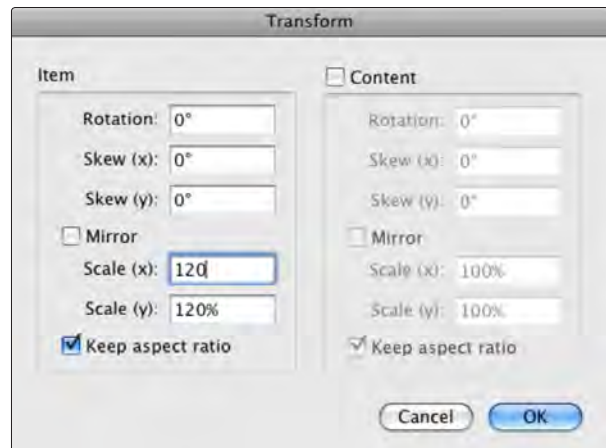 Transform
Item
Rotation: 0°
Skew (x): 0°
Skew (y): 0°
Mirror
Scale (x): 120
Scale (y): 120%
Keep aspect ratio
Content
Rotation: 0°
Skew (x): 0°
Skew (y): 0°
Mirror
Scale (x): 100%
Scale (y): 100%
Keep aspect ratio
Cancel
OK